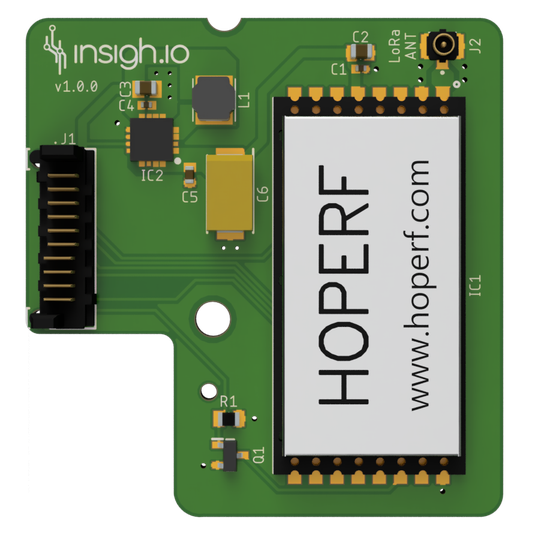 insigh.io
v1.0.0
C2
C1
LoRa
ANT
J2
C3
C4
L1
.J1
IC2
C5
C6
HOPERF
www.hoperf.com
IC1
R1
Q1